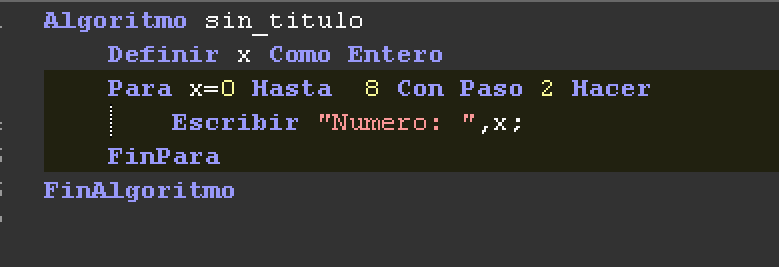 Algoritmo sin_titulo
Definir x Como Entero
Para x=0 Hasta  8 Con Paso 2 Hacer
Escribir "Numero: ",x;
FinPara
FinAlgoritmo